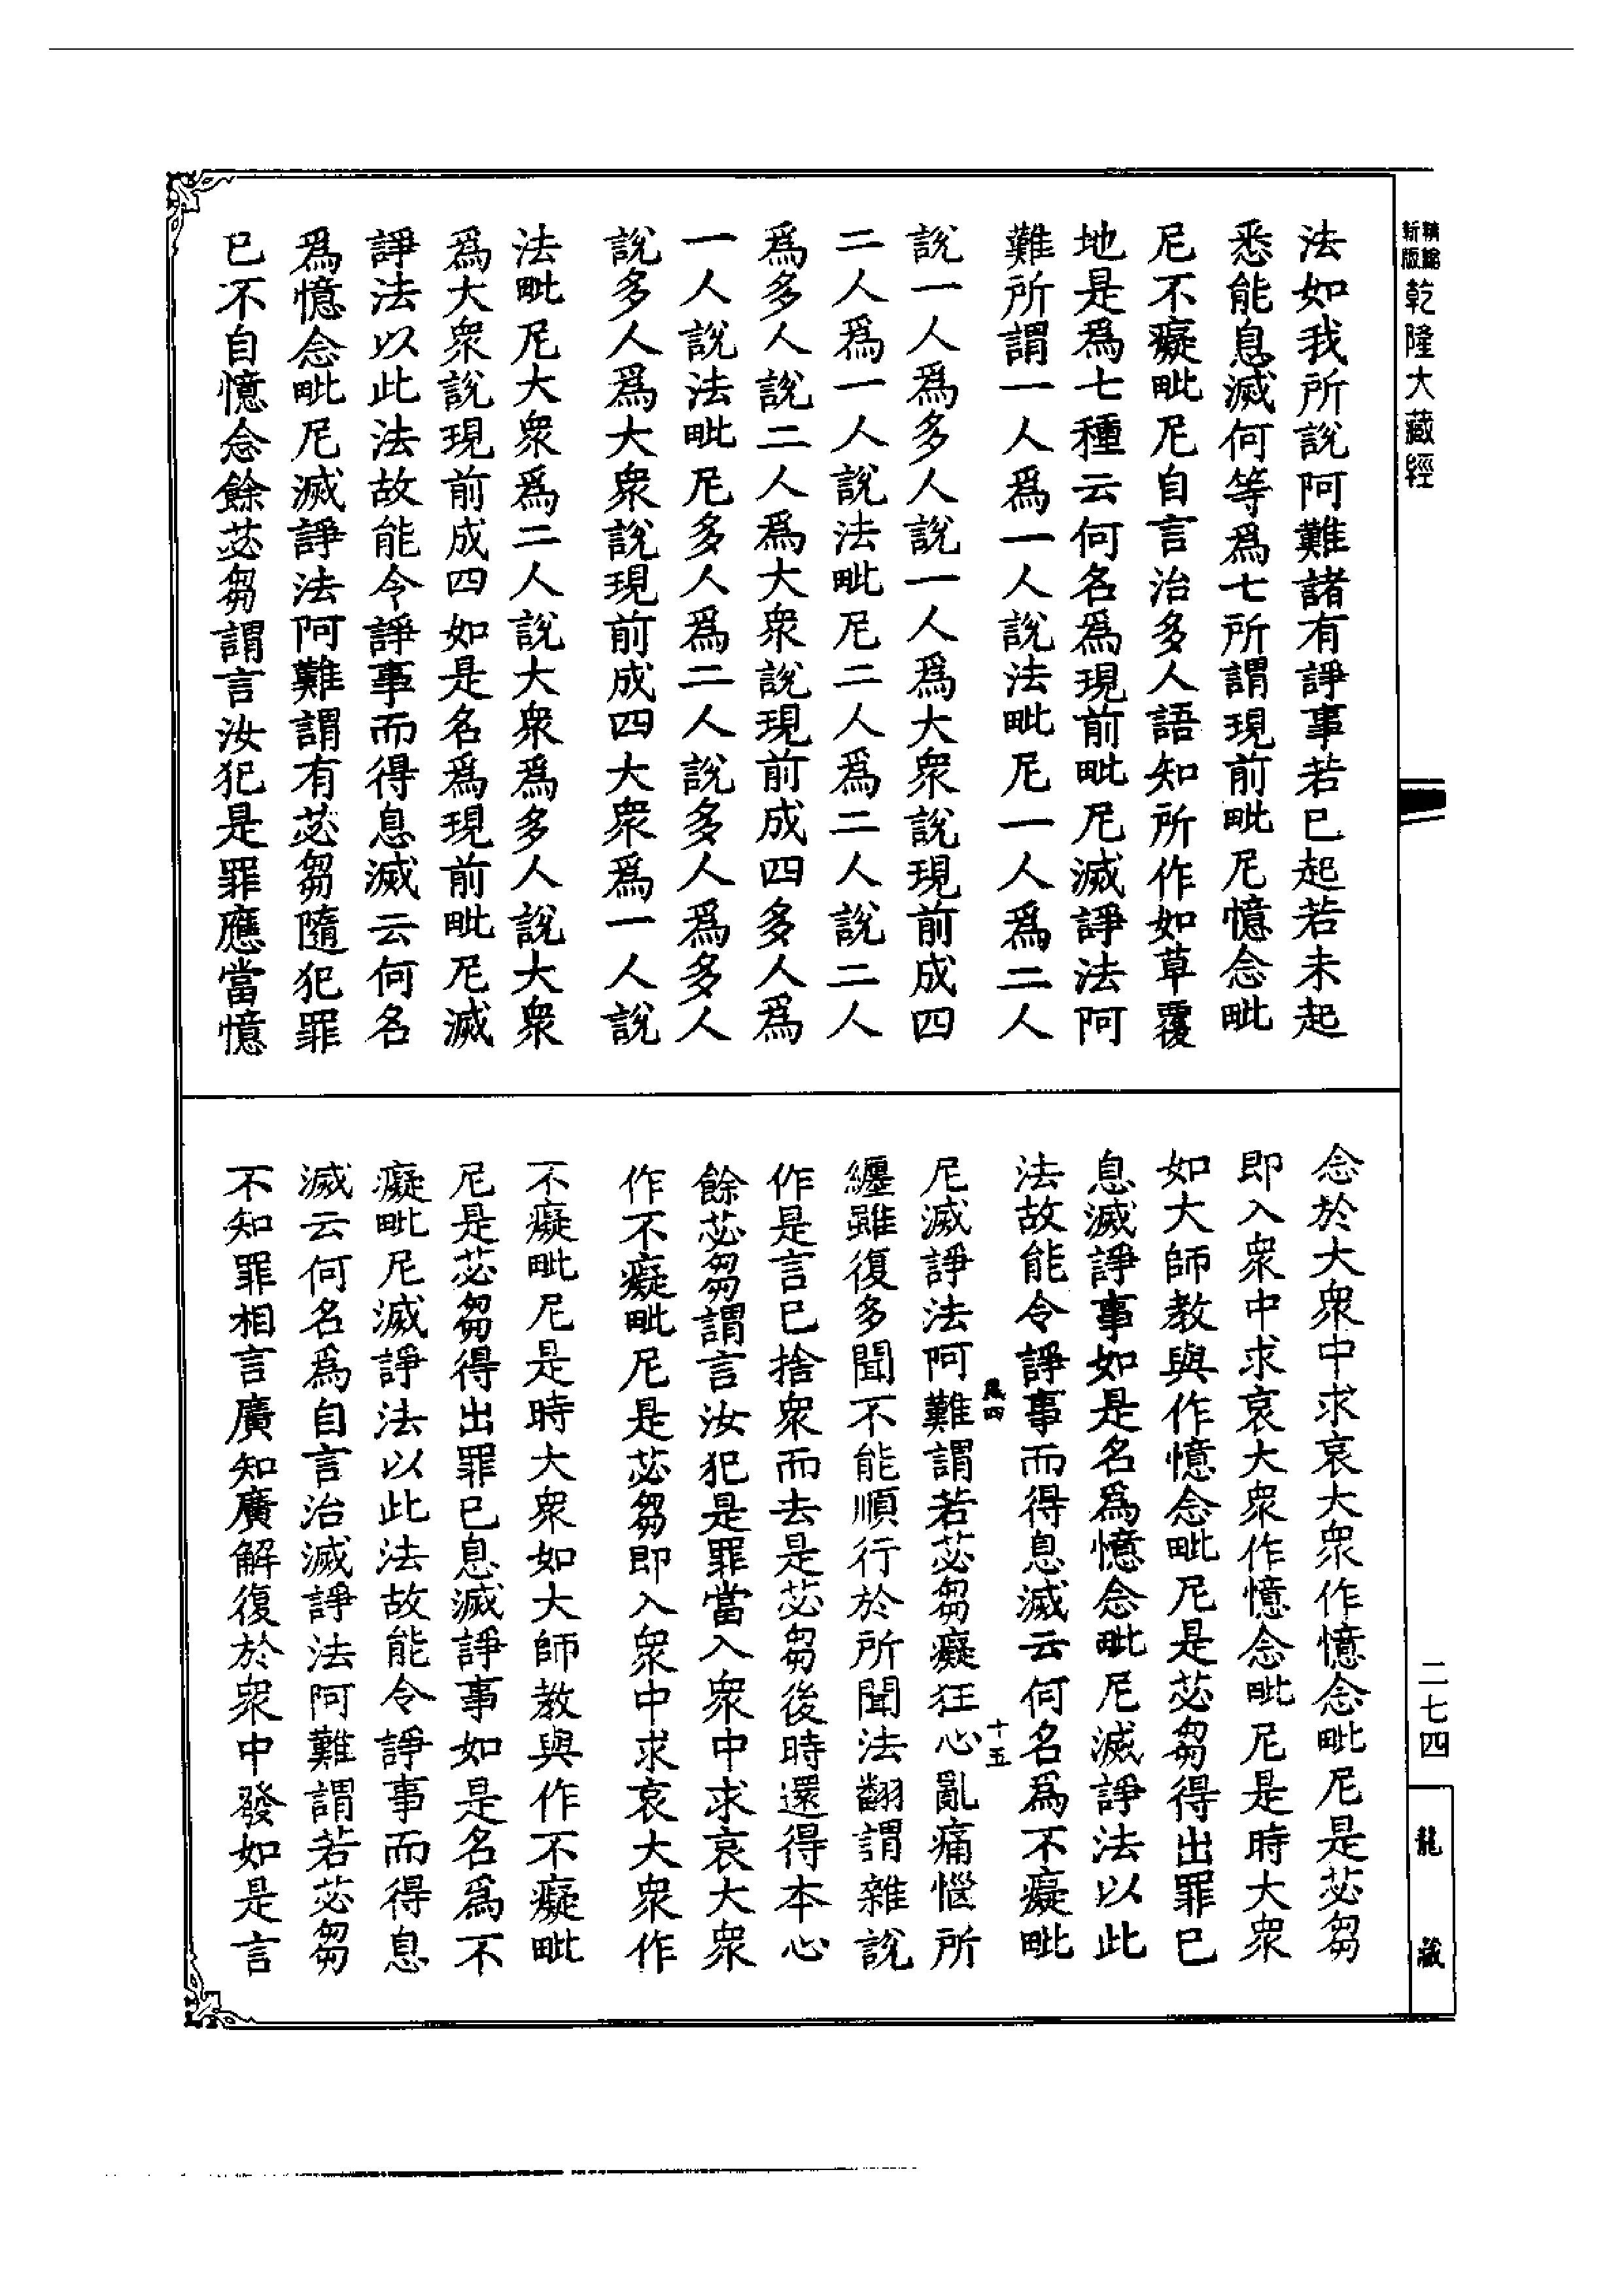 新版
精縮
乾隆大藏經
法如我所說阿難諸有諍事若已起若未起
悉能息滅何等爲七所謂現前毗尼憶念毗
尼不癡毗尼自言治多人語知所作如草覆
地是爲七種云何名爲現前毗尼滅諍法阿
難所謂一人爲一人說法毗尼一人爲二人
說一人爲多人說一人爲大衆說現前成四
二人爲一人說法毗尼二人爲二人說二人
爲多人說二人爲大衆說現前成四多人爲
一人說法毗尼多人爲二人說多人爲多人
說多人爲大衆說現前成四大衆爲一人說
法毗尼大衆爲二人說大衆爲多人說大衆
爲大衆說現前成四如是名爲現前毗尼滅
諍法以此法故能令諍事而得息滅云何名
爲憶念毗尼滅諍法阿難謂有苾芻隨犯罪
已不自憶念餘苾芻謂言汝犯是罪應當憶
念於大衆中求哀大衆作憶念毗尼是苾芻
即入衆中求哀大衆作憶念毗尼是時大衆
如大師教與作憶念毗尼是苾芻得出罪已
息滅諍事如是名爲憶念毗尼滅諍法以此
法故能令諍事而得息滅云何名爲不癡毗
十五
尼滅諍法阿難謂若苾芻癡狂心亂痛惱所
纏雖復多聞不能順行於所聞法翻謂雜說
作是言已捨衆而去是苾芻後時還得本心
餘苾芻謂言汝犯是罪當入衆中求哀大衆
作不癡毗尼是苾芻即入衆中求哀大衆作
不癡毗尼是時大衆如大師教與作不癡毗
尼是苾芻得出罪已息滅諍事如是名爲不
癡毗尼滅諍法以此法故能令諍事而得息
滅云何名爲自言治滅諍法阿難謂若苾芻
不知罪相言廣知廣解復於衆中發如是言
二七四
龍藏